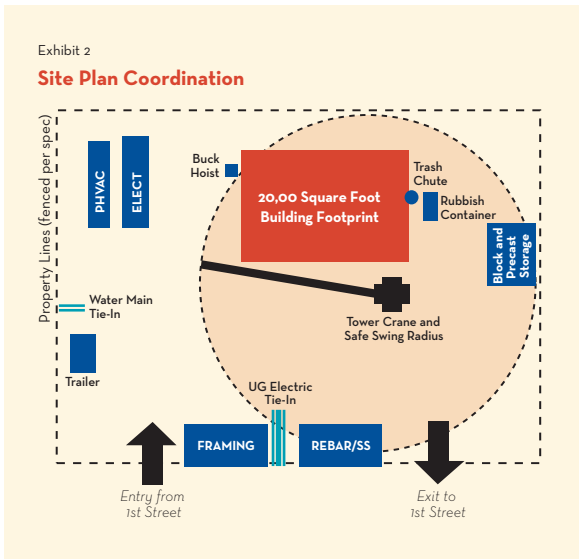 Exhibit 2
Site Plan Coordination
Property Lines (fenced per spec)
PHVAC
ELECT
Buck
Hoist
20,00 Square Foot
Building Footprint
Trash
Chute
Rubbish
Container
Block and
Precast
Storage
Water Main
Tie-In
Tower Crane and
Safe Swing Radius
Trailer
UG Electric
Tie-In
FRAMING
REBAR/SS
Entry from
1st Street
Exit to
1st Street